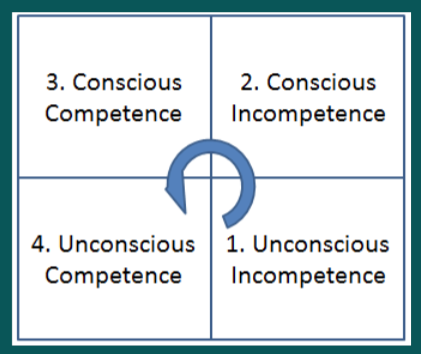 3. Conscious
Competence
2. Conscious
Incompetence
4. Unconscious
Competence
1. Unconscious
Incompetence